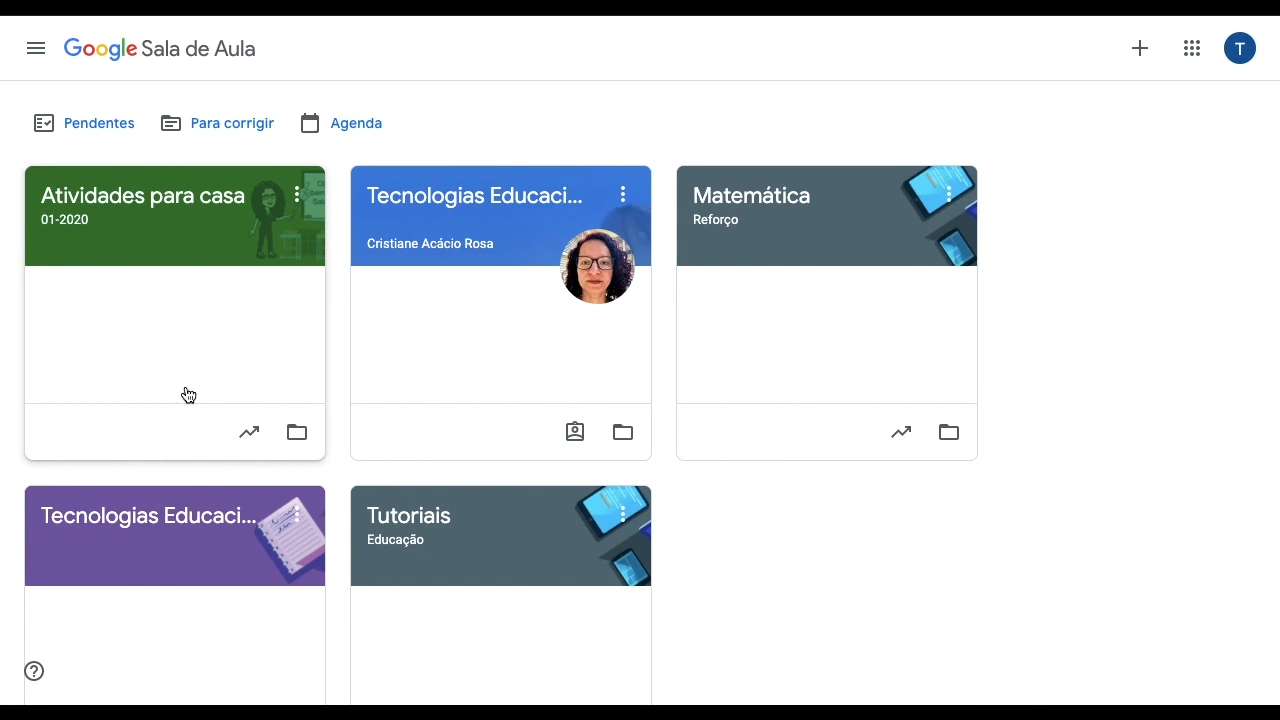 Google Sala de Aula
T
Pendentes
Para corrigir
Agenda
Atividades para casa
01-2020
Tecnologias Educaci...
Cristiane Acácio Rosa
Matemática
Reforço
Tecnologias Educaci...
Tutoriais
Educação